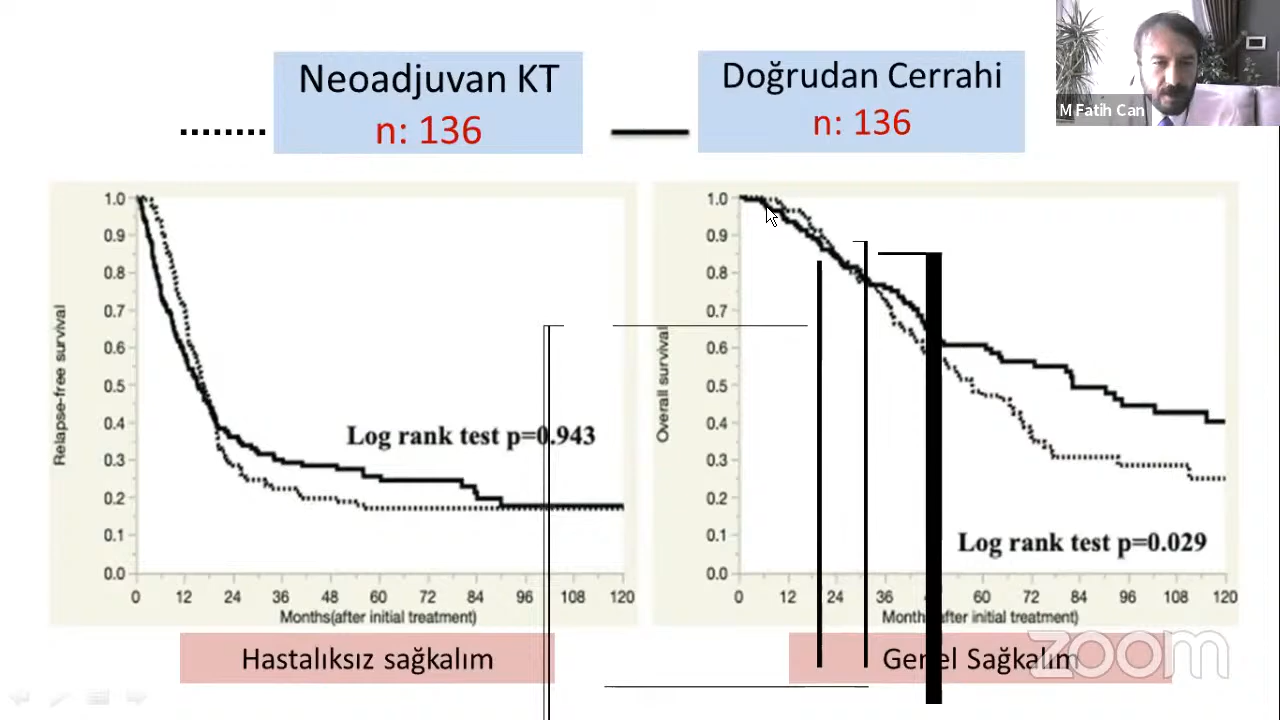 Neoadjuvan KT
n: 136
Doğrudan Cerrahi
n: 136
M Fatih Can
1.0
0.9
0.8
0.7
0.6
0.5
0.4
0.3
0.2
0.1
0.0
Relapse-free survival
Log rank test p=0.943
0 12 24 36 48 60 72 84 96 108 120
Months(after initial treatment)
Hastalıksız sağkalım
1.0
0.9
0.8
0.7
0.6
0.5
0.4
0.3
0.2
0.1
0.0
Overall survival
Log rank test p=0.029
0 12 36 60 72 84 96 108 120
Months after initial treatment)
Genel Sağkalım
zoom